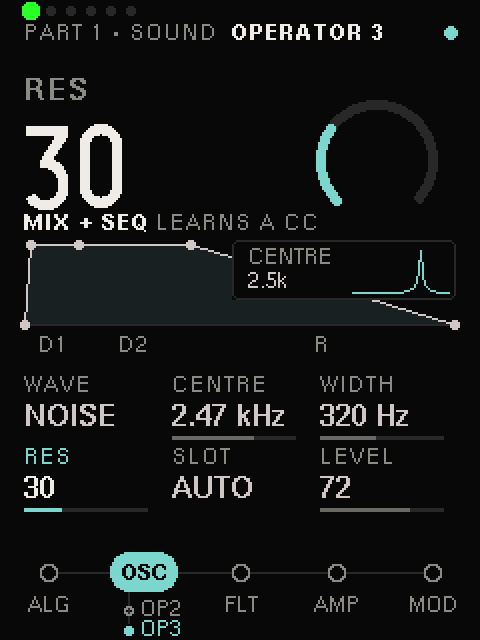 PART 1 · SOUND OPERATOR 3
RES
30
MIX + SEQ LEARNS A CC
CENTRE
2.5k
D1 D2 R
WAVE CENTRE WIDTH
NOISE 2.47 kHz 320 Hz
RES SLOT LEVEL
30 AUTO 72
OSC
ALG OP2 FLT AMP MOD
OP3